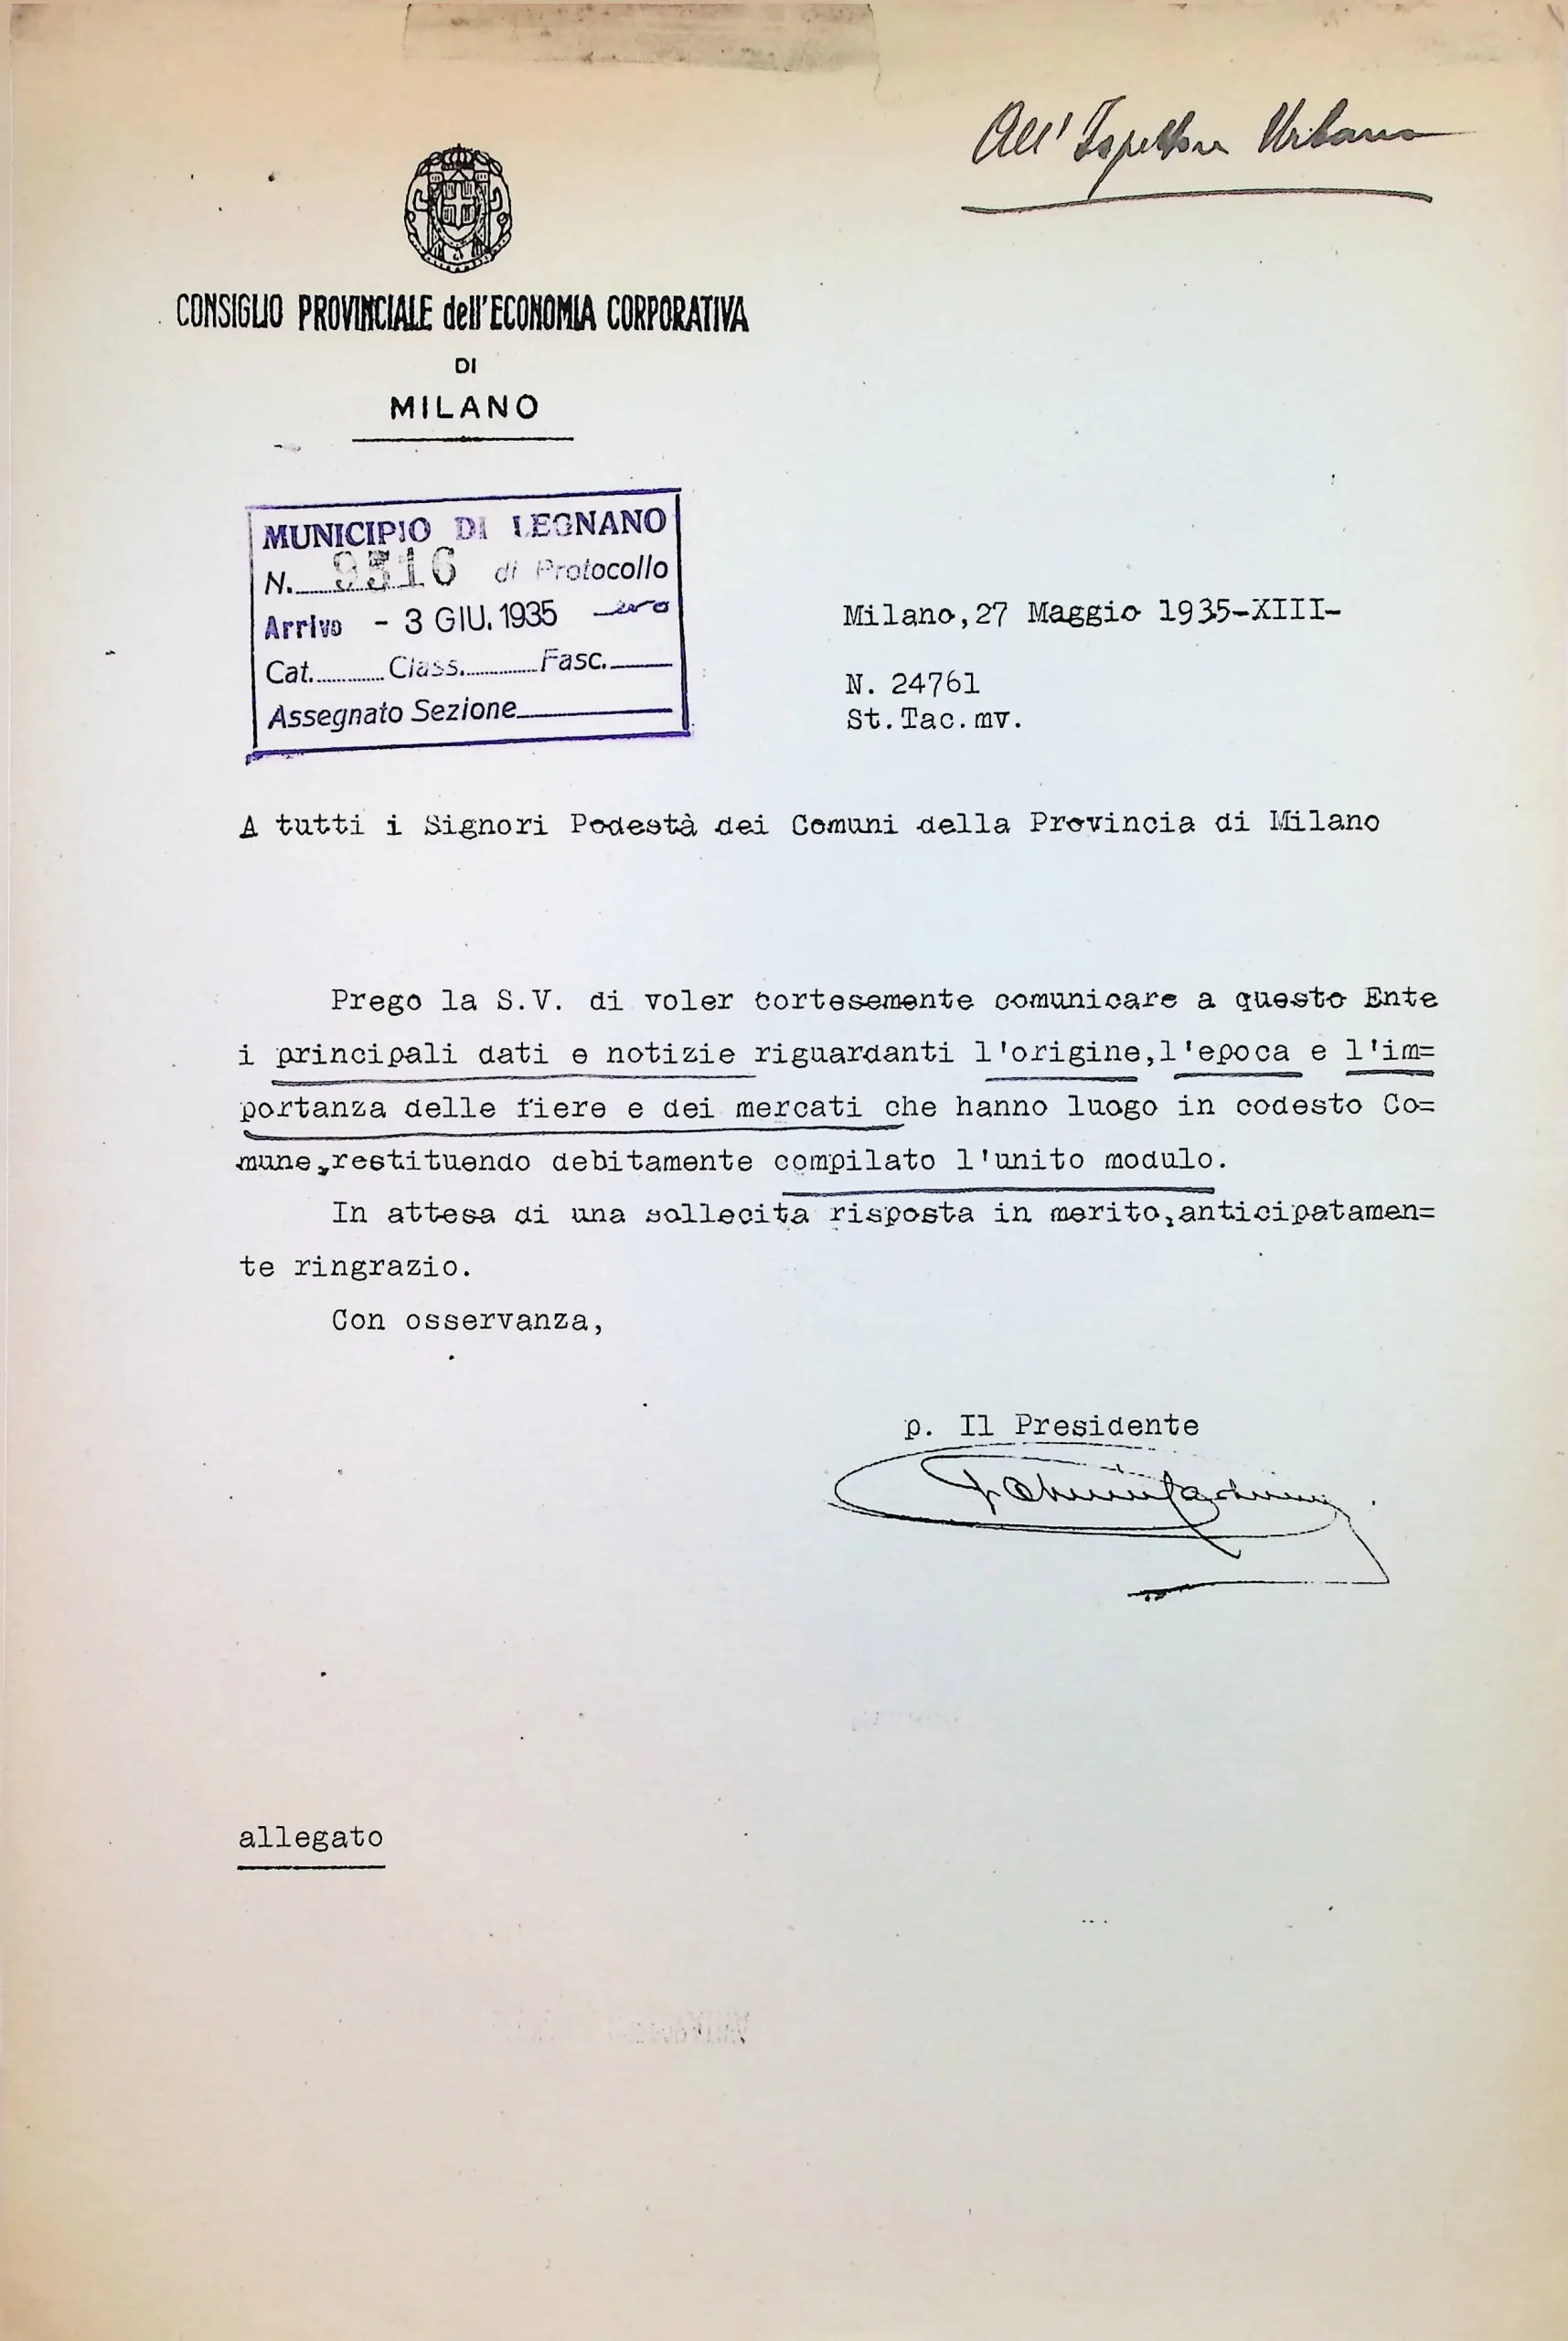 All'Ispettore Urbano
CONSIGLIO PROVINCIALE dell'ECONOMIA CORPORATIVA
DI
MILANO
MUNICIPIO DI LEGNANO
N. 9516 di Protocollo
Arrivo - 3 GIU. 1935
Cat. Class. Fasc.
Assegnato Sezione
Milano,27 Maggio 1935-XIII-
N. 24761
St.Tac.mv.
A tutti i Signori Podestà dei Comuni della Provincia di Milano
Prego la S.V. di voler cortesemente comunicare a questo Ente
i principali dati e notizie riguardanti l'origine,l'epoca e l'im=
portanza delle fiere e dei mercati che hanno luogo in codesto Co=
mune,restituendo debitamente compilato l'unito modulo.
In attesa di una sollecita risposta in merito,anticipatamen=
te ringrazio.
Con osservanza,
p. Il Presidente
allegato